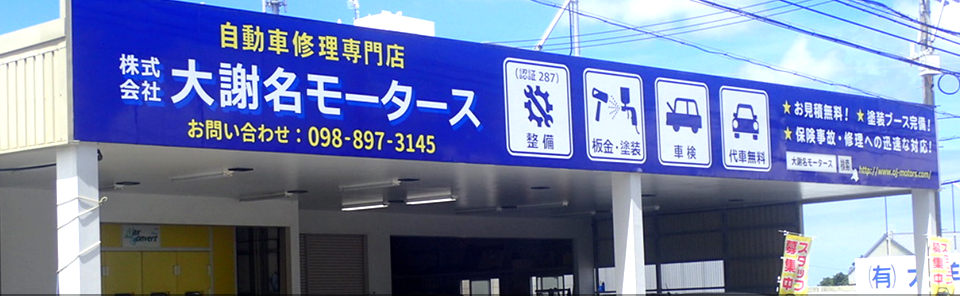 自動車修理専門店
株式会社 大謝名モータース
お問い合わせ：098-897-3145
(認証 287)
整備
板金・塗装
車検
代車無料
★お見積無料！ ★塗装ブース完備！
★保険事故・修理への迅速な対応！
大謝名モータース 検索
http://www.oj-motors.com/
スタッフ
募集中
(有)